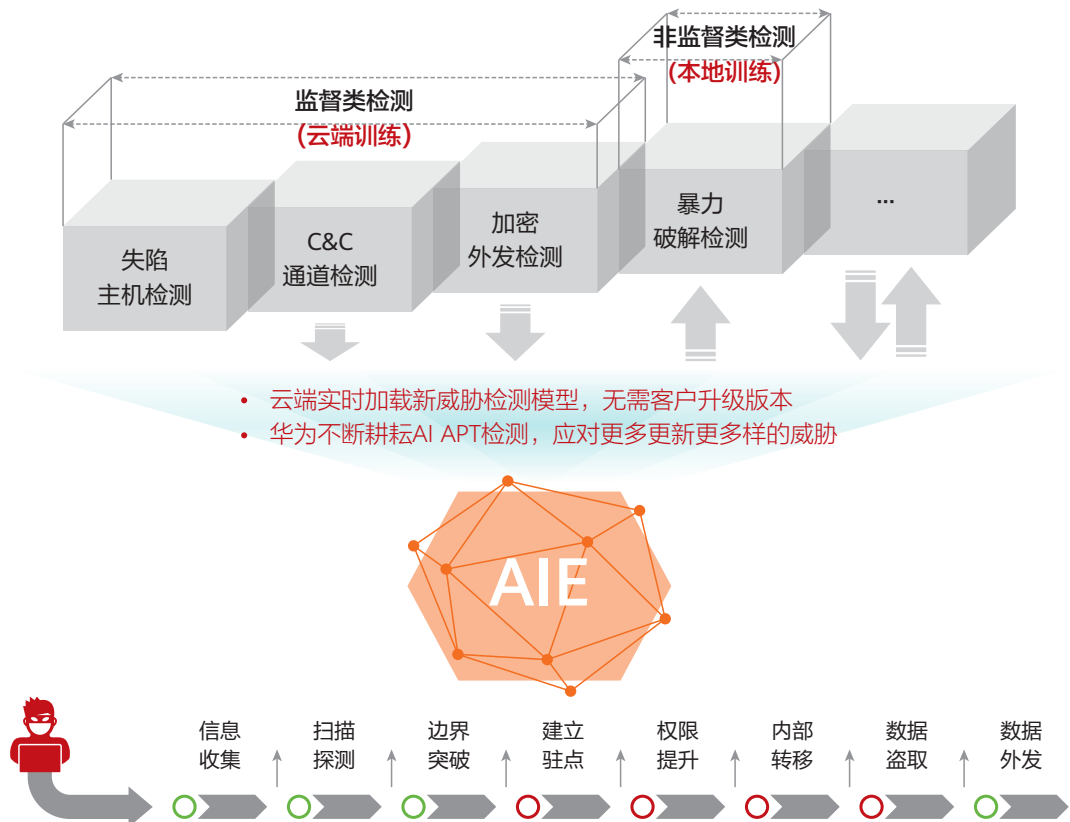 非监督类检测
(本地训练)
监督类检测
(云端训练)
失陷
主机检测
C&C
通道检测
加密
外发检测
暴力
破解检测
...
• 云端实时加载新威胁检测模型，无需客户升级版本
• 华为不断耕耘AI APT检测，应对更多更新更多样的威胁
AIE
信息
收集
扫描
探测
边界
突破
建立
驻点
权限
提升
内部
转移
数据
盗取
数据
外发